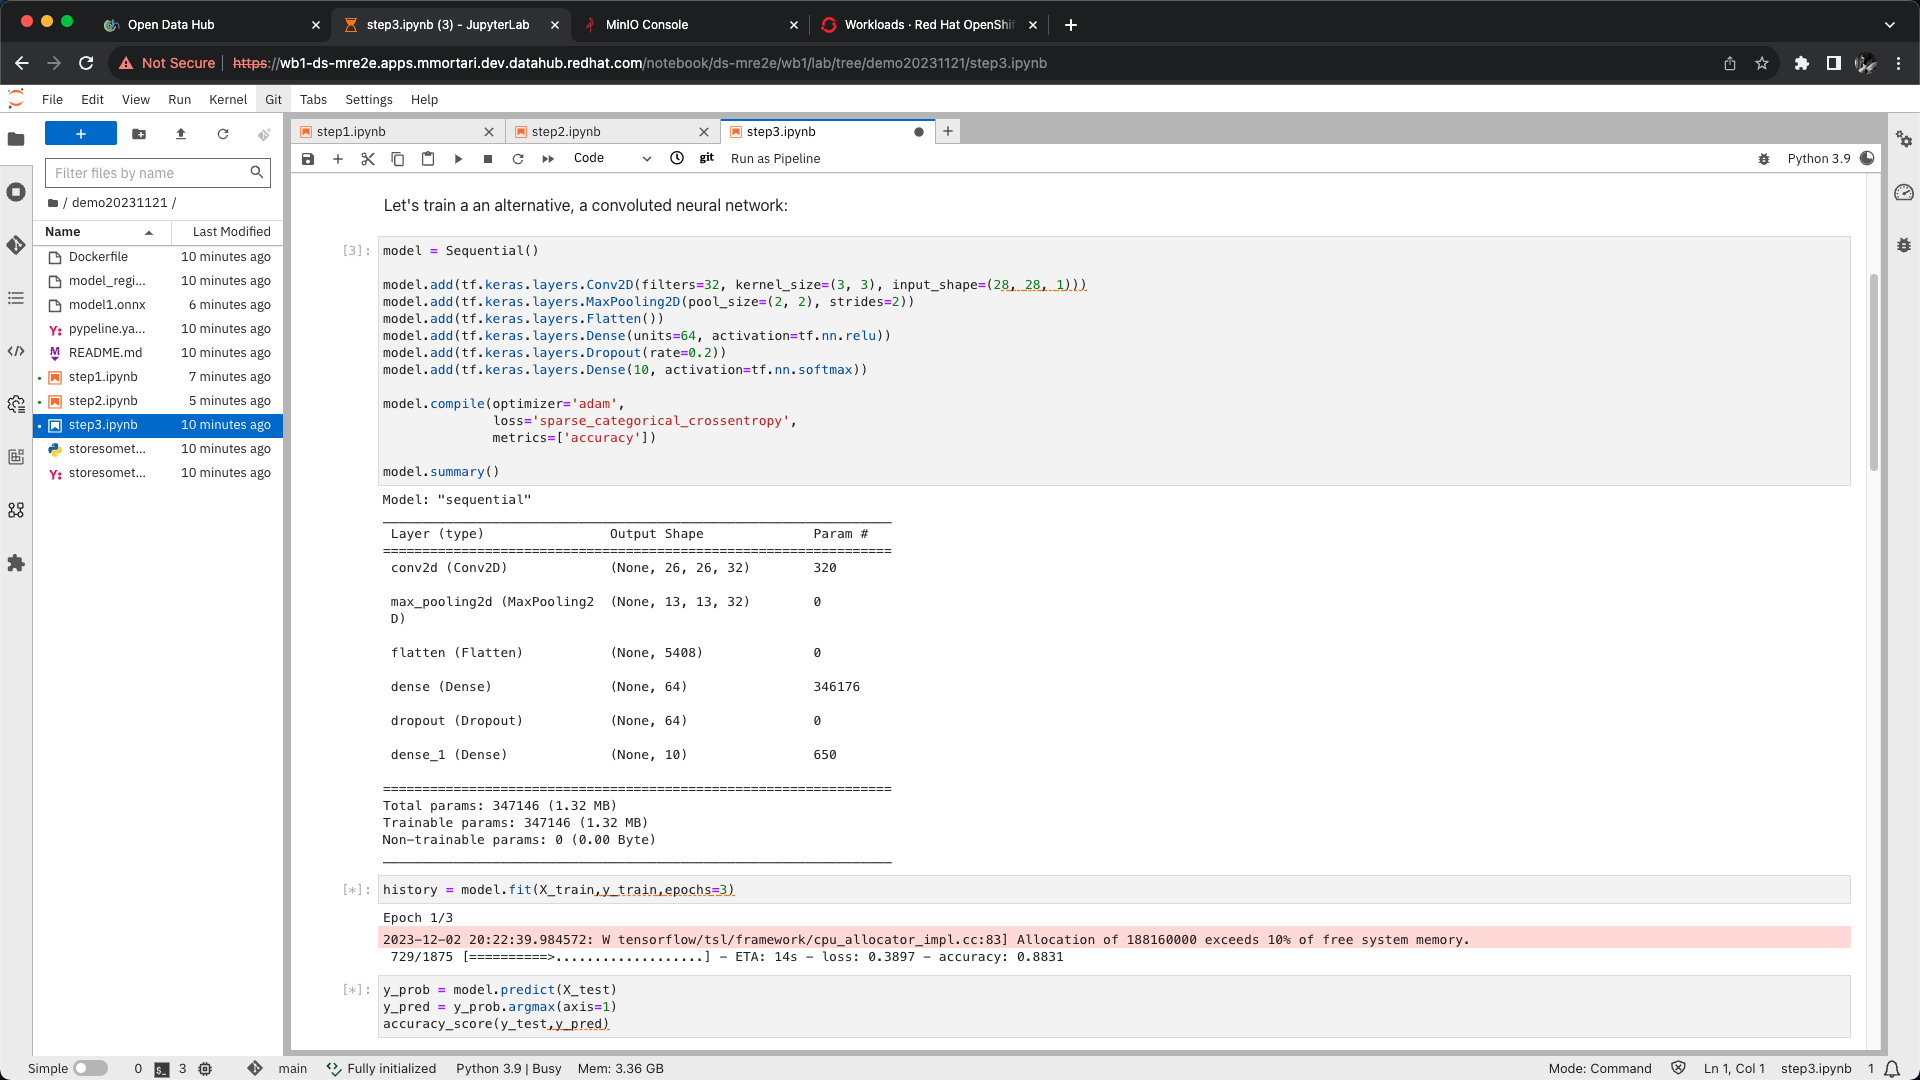 Open Data Hub
step3.ipynb (3) - JupyterLab
MinIO Console
Workloads · Red Hat OpenShif
Not Secure
https://wb1-ds-mre2e.apps.mmortari.dev.datahub.redhat.com/notebook/ds-mre2e/wb1/lab/tree/demo20231121/step3.ipynb
File Edit View Run Kernel Git Tabs Settings Help
Filter files by name
/ demo20231121 /
Name Last Modified
Dockerfile 10 minutes ago
model_regi... 10 minutes ago
model1.onnx 6 minutes ago
pypeline.ya... 10 minutes ago
README.md 10 minutes ago
step1.ipynb 7 minutes ago
step2.ipynb 5 minutes ago
step3.ipynb 10 minutes ago
storesomet... 10 minutes ago
storesomet... 10 minutes ago
step1.ipynb
step2.ipynb
step3.ipynb
Code git Run as Pipeline Python 3.9
Let's train a an alternative, a convoluted neural network:
[3]: model = Sequential()
model.add(tf.keras.layers.Conv2D(filters=32, kernel_size=(3, 3), input_shape=(28, 28, 1)))
model.add(tf.keras.layers.MaxPooling2D(pool_size=(2, 2), strides=2))
model.add(tf.keras.layers.Flatten())
model.add(tf.keras.layers.Dense(units=64, activation=tf.nn.relu))
model.add(tf.keras.layers.Dropout(rate=0.2))
model.add(tf.keras.layers.Dense(10, activation=tf.nn.softmax))
model.compile(optimizer='adam',
loss='sparse_categorical_crossentropy',
metrics=['accuracy'])
model.summary()
Model: "sequential"
_________________________________________________________________
Layer (type) Output Shape Param #
=================================================================
conv2d (Conv2D) (None, 26, 26, 32) 320
max_pooling2d (MaxPooling2 (None, 13, 13, 32) 0
D)
flatten (Flatten) (None, 5408) 0
dense (Dense) (None, 64) 346176
dropout (Dropout) (None, 64) 0
dense_1 (Dense) (None, 10) 650
=================================================================
Total params: 347146 (1.32 MB)
Trainable params: 347146 (1.32 MB)
Non-trainable params: 0 (0.00 Byte)
_________________________________________________________________
[*]: history = model.fit(X_train,y_train,epochs=3)
Epoch 1/3
2023-12-02 20:22:39.984572: W tensorflow/tsl/framework/cpu_allocator_impl.cc:83] Allocation of 188160000 exceeds 10% of free system memory.
729/1875 [==========>...................] - ETA: 14s - loss: 0.3897 - accuracy: 0.8831
[*]: y_prob = model.predict(X_test)
y_pred = y_prob.argmax(axis=1)
accuracy_score(y_test,y_pred)
Simple 0 3 main Fully initialized Python 3.9 | Busy Mem: 3.36 GB Mode: Command Ln 1, Col 1 step3.ipynb 1